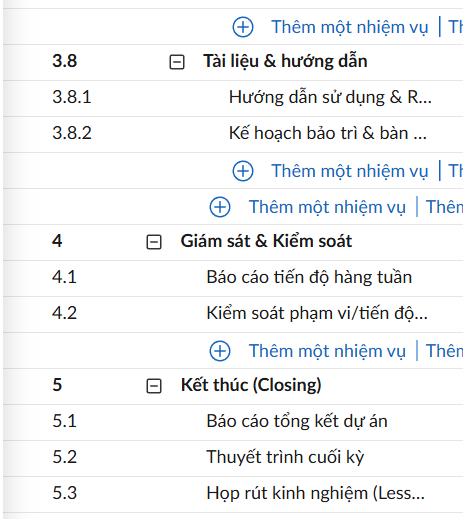 Thêm một nhiệm vụ | Th
3.8 Tài liệu & hướng dẫn
3.8.1 Hướng dẫn sử dụng & R...
3.8.2 Kế hoạch bảo trì & bàn ...
Thêm một nhiệm vụ | Th
Thêm một nhiệm vụ | Thên
4 Giám sát & Kiểm soát
4.1 Báo cáo tiến độ hàng tuần
4.2 Kiểm soát phạm vi/tiến độ...
Thêm một nhiệm vụ | Thên
5 Kết thúc (Closing)
5.1 Báo cáo tổng kết dự án
5.2 Thuyết trình cuối kỳ
5.3 Họp rút kinh nghiệm (Less...